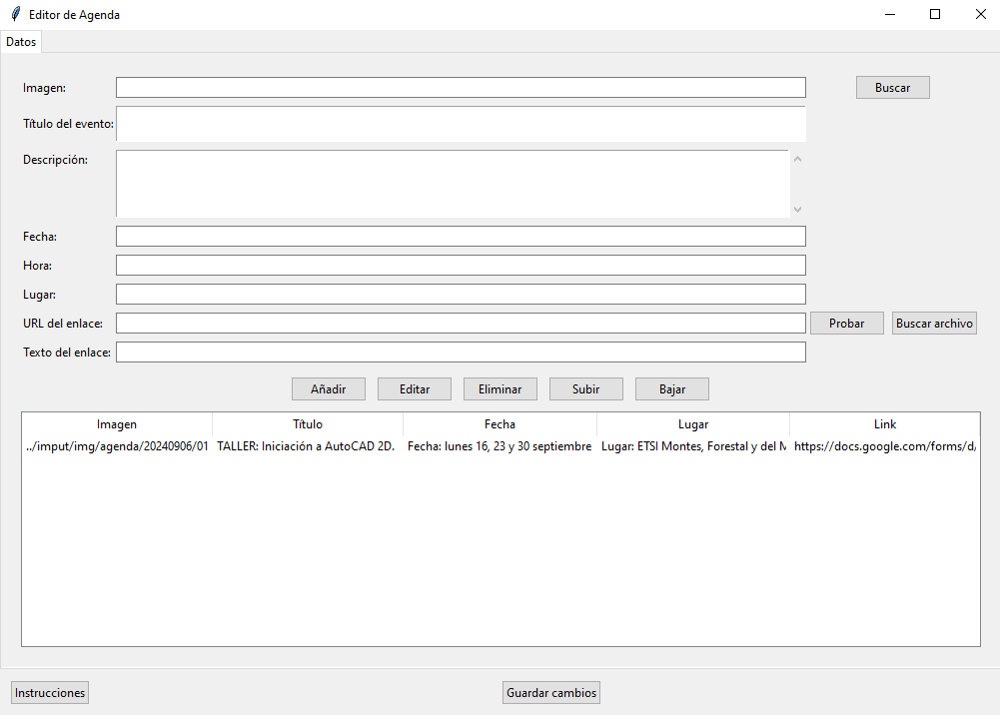 Editor de Agenda
Datos
Imagen:
Buscar
Título del evento:
Descripción:
Fecha:
Hora:
Lugar:
URL del enlace:
Probar
Buscar archivo
Texto del enlace:
Añadir Editar Eliminar Subir Bajar
Imagen Título Fecha Lugar Link
../imput/img/agenda/20240906/01 TALLER: Iniciación a AutoCAD 2D. Fecha: lunes 16, 23 y 30 septiembre Lugar: ETSI Montes, Forestal y del M https://docs.google.com/forms/d/
Instrucciones Guardar cambios